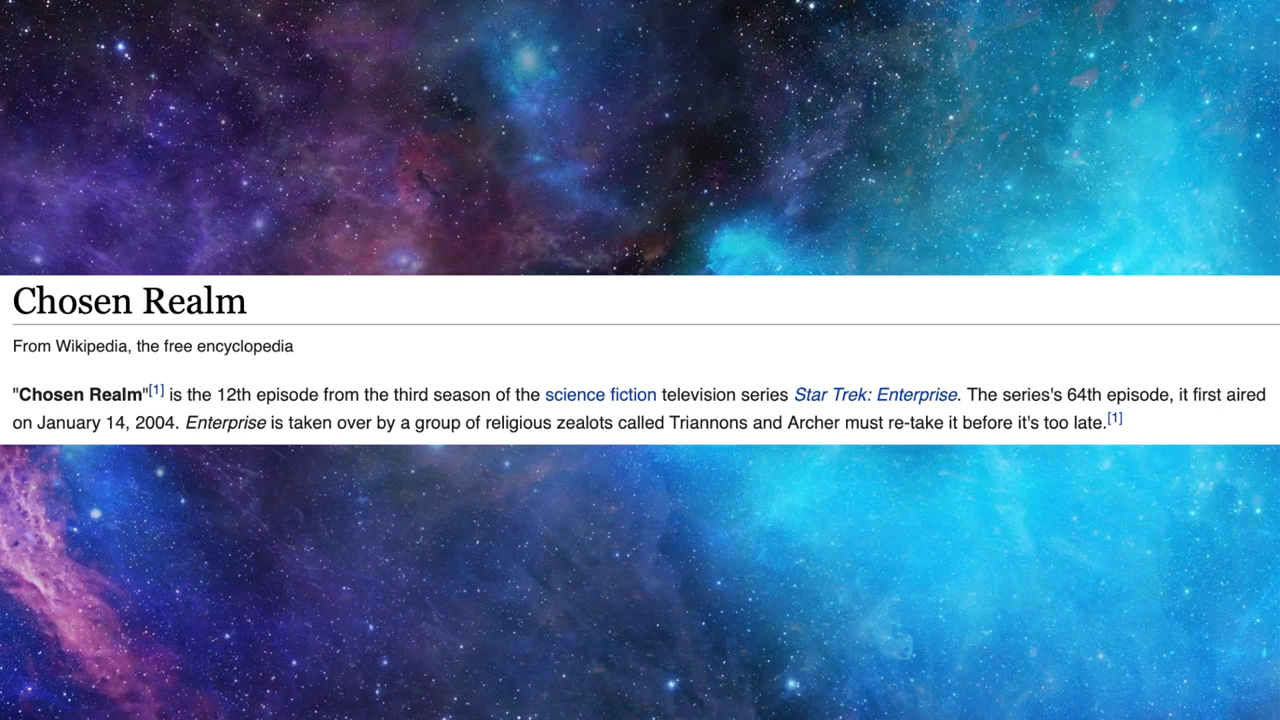 Chosen Realm
From Wikipedia, the free encyclopedia
"Chosen Realm"[1] is the 12th episode from the third season of the science fiction television series Star Trek: Enterprise. The series's 64th episode, it first aired
on January 14, 2004. Enterprise is taken over by a group of religious zealots called Triannons and Archer must re-take it before it's too late.[1]